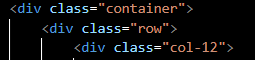 <div class="container">
<div class="row">
<div class="col-12">